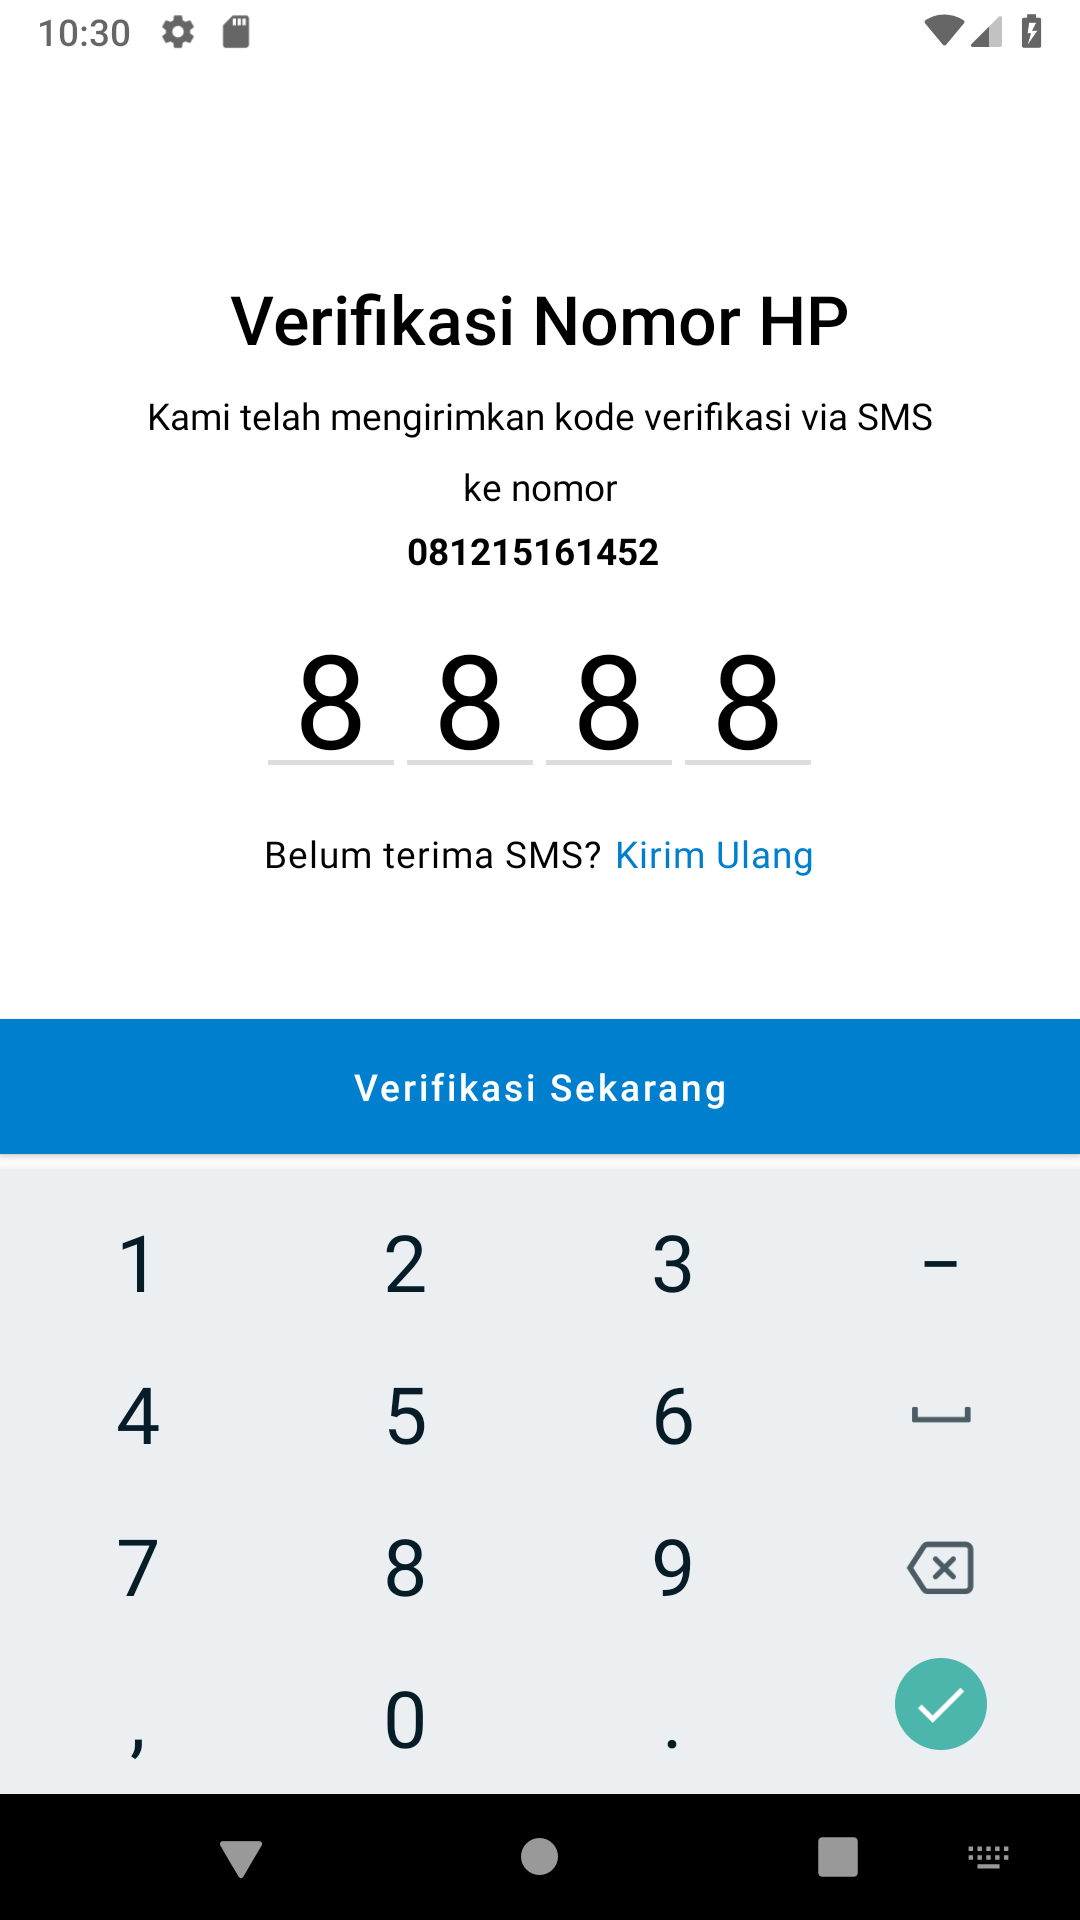 10:30
Verifikasi Nomor HP
Kami telah mengirimkan kode verifikasi via SMS
ke nomor
081215161452
8 8 8 8
Belum terima SMS? Kirim Ulang
Verifikasi Sekarang
1 2 3 –
4 5 6
7 8 9
, 0 .